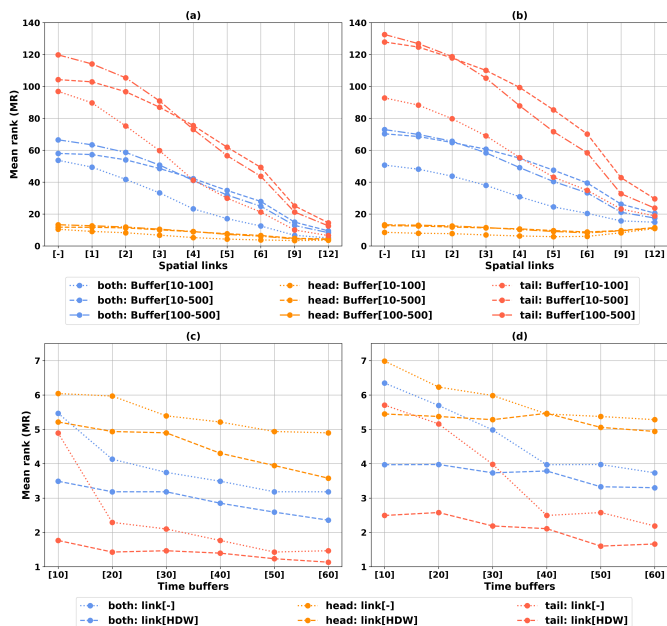 (a)
(b)
140 140
120 120
100 100
80 80
60 60
40 40
20 20
0 0
Mean rank (MR)
[-] [1] [2] [3] [4] [5] [6] [9] [12]
[-] [1] [2] [3] [4] [5] [6] [9] [12]
Spatial links
Spatial links
both: Buffer[10-100] head: Buffer[10-100] tail: Buffer[10-100]
both: Buffer[10-500] head: Buffer[10-500] tail: Buffer[10-500]
both: Buffer[100-500] head: Buffer[100-500] tail: Buffer[100-500]
(c)
(d)
7 7
6 6
5 5
4 4
3 3
2 2
1 1
Mean rank (MR)
[10] [20] [30] [40] [50] [60]
[10] [20] [30] [40] [50] [60]
Time buffers
Time buffers
both: link[-] head: link[-] tail: link[-]
both: link[HDW] head: link[HDW] tail: link[HDW]